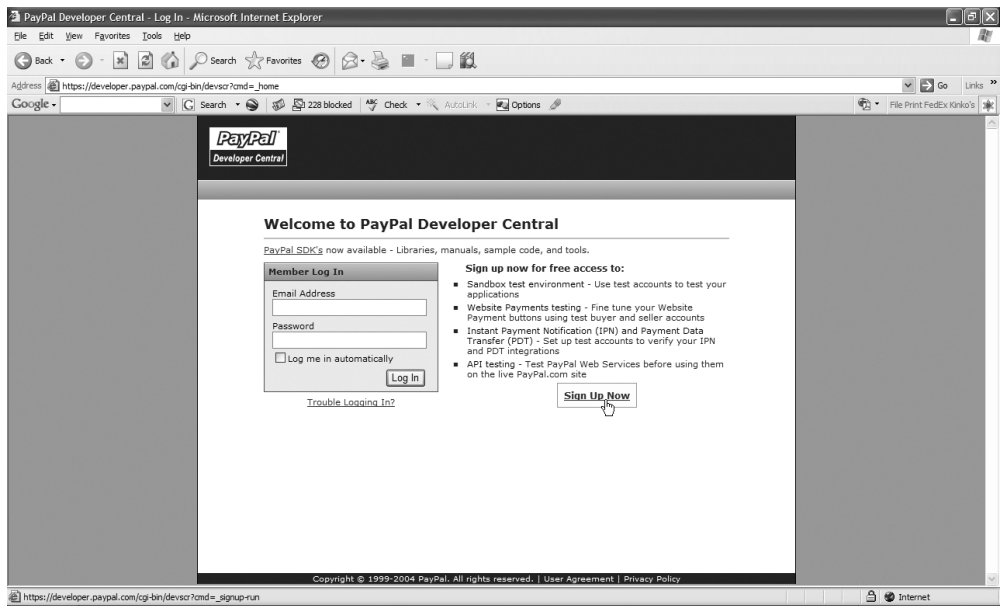 PayPal Developer Central - Log In - Microsoft Internet Explorer
File Edit View Favorites Tools Help
Back Search Favorites
Address https://developer.paypal.com/cgi-bin/devscr?cmd=_home Go Links »
Google Search 228 blocked ABC Check AutoLink Options File Print FedEx Kinko's
PayPal
Developer Central
Welcome to PayPal Developer Central
PayPal SDK's now available - Libraries, manuals, sample code, and tools.
Member Log In
Email Address
Password
Log me in automatically
Log In
Trouble Logging In?
Sign up now for free access to:
Sandbox test environment - Use test accounts to test your
applications
Website Payments testing - Fine tune your Website
Payment buttons using test buyer and seller accounts
Instant Payment Notification (IPN) and Payment Data
Transfer (PDT) - Set up test accounts to verify your IPN
and PDT integrations
API testing - Test PayPal Web Services before using them
on the live PayPal.com site
Sign Up Now
Copyright © 1999-2004 PayPal. All rights reserved. | User Agreement | Privacy Policy
https://developer.paypal.com/cgi-bin/devscr?cmd=_signup-run Internet